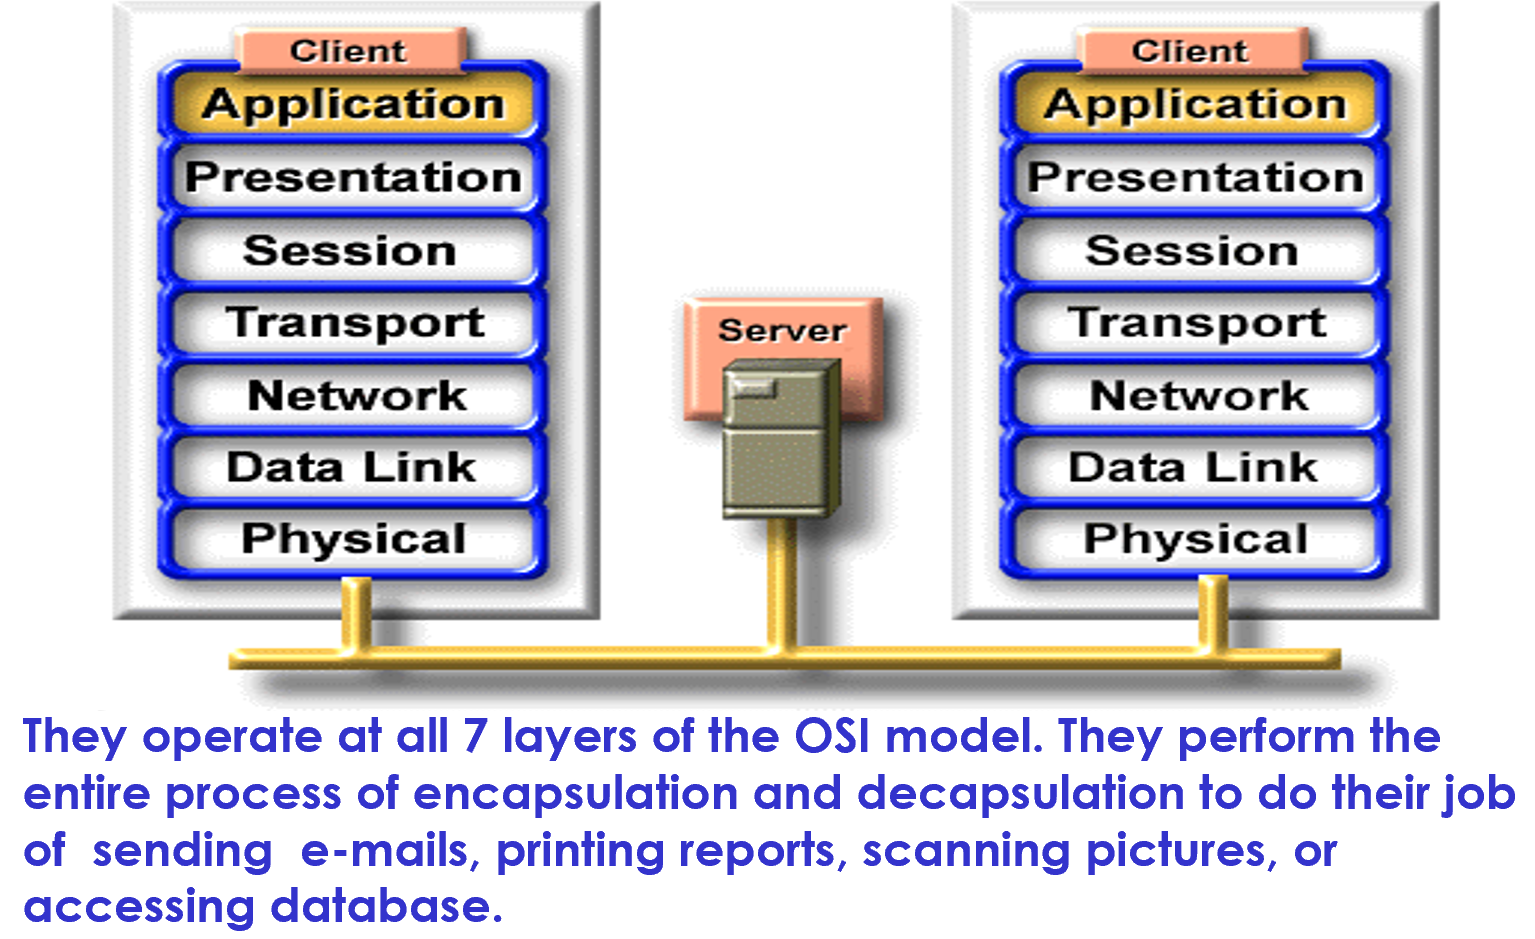 Client
Application
Presentation
Session
Transport
Network
Data Link
Physical
Server
Client
Application
Presentation
Session
Transport
Network
Data Link
Physical
They operate at all 7 layers of the OSI model. They perform the
entire process of encapsulation and decapsulation to do their job
of sending e-mails, printing reports, scanning pictures, or
accessing database.